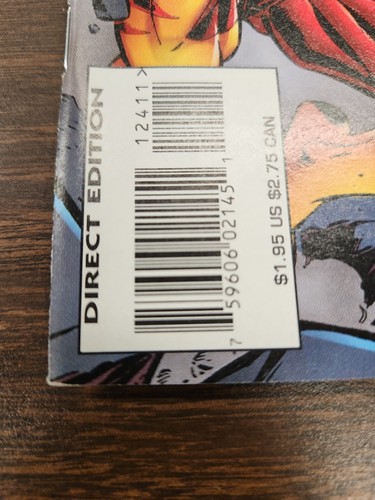 DIRECT EDITION
12411 >
7 59606 02145 1
$1.95 US $2.75 CAN